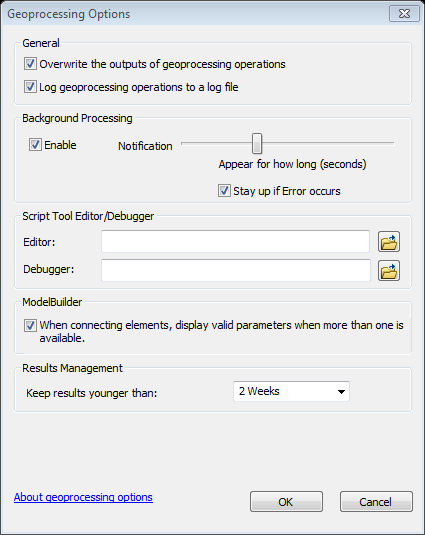 Geoprocessing Options
General
Overwrite the outputs of geoprocessing operations
Log geoprocessing operations to a log file
Background Processing
Enable
Notification
Appear for how long (seconds)
Stay up if Error occurs
Script Tool Editor/Debugger
Editor:
Debugger:
ModelBuilder
When connecting elements, display valid parameters when more than one is
available.
Results Management
Keep results younger than:
2 Weeks
About geoprocessing options
OK
Cancel